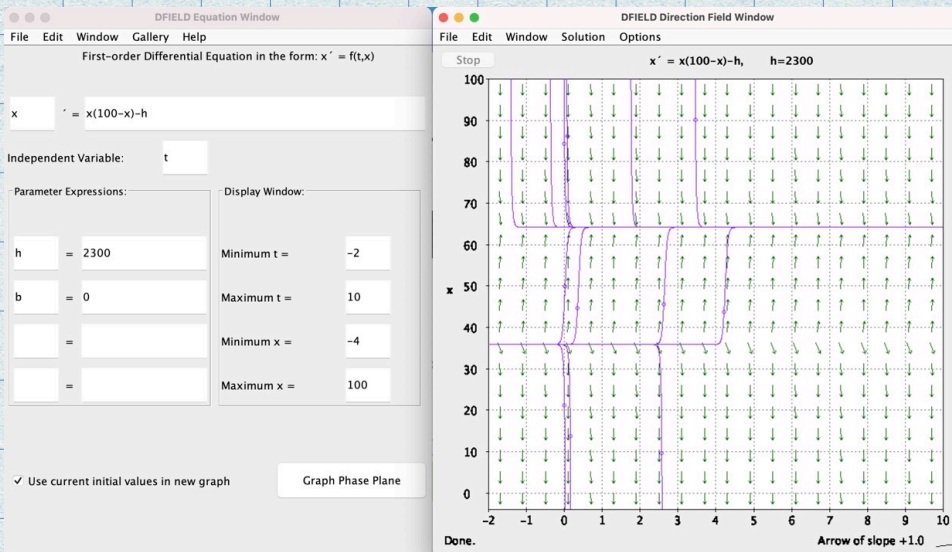 DFIELD Equation Window
File Edit Window Gallery Help
First-order Differential Equation in the form: x´ = f(t,x)
x ´ = x(100-x)-h
Independent Variable: t
Parameter Expressions:
h = 2300
b = 0
=
=
Display Window:
Minimum t = -2
Maximum t = 10
Minimum x = -4
Maximum x = 100
✓ Use current initial values in new graph
Graph Phase Plane
DFIELD Direction Field Window
File Edit Window Solution Options
Stop
x´ = x(100-x)-h, h=2300
100
90
80
70
60
50
40
30
20
10
0
x
-2 -1 0 1 2 3 4 5 6 7 8 9 10
Done.
Arrow of slope +1.0